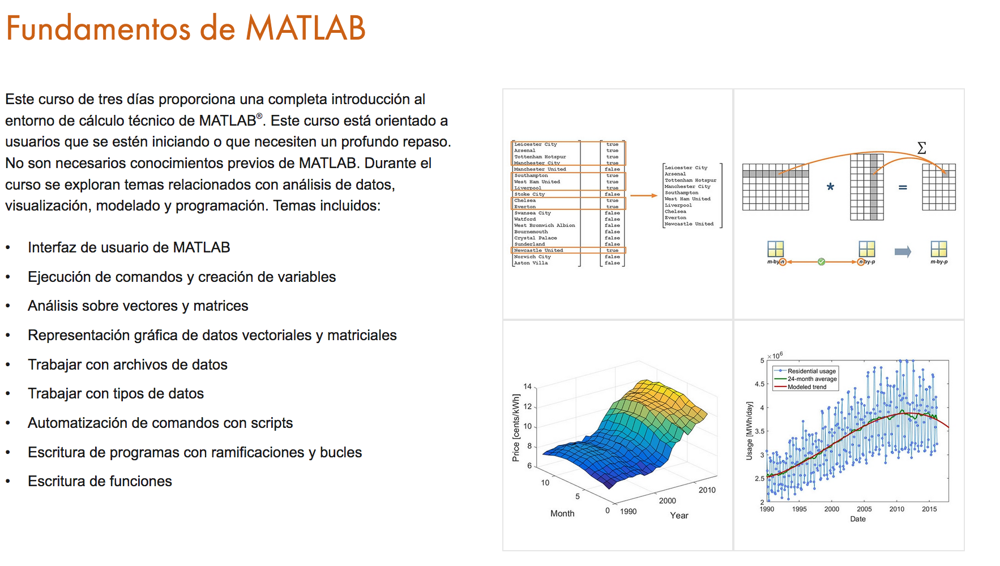 Fundamentos de MATLAB
Este curso de tres días proporciona una completa introducción al
entorno de cálculo técnico de MATLAB®. Este curso está orientado a
usuarios que se estén iniciando o que necesiten un profundo repaso.
No son necesarios conocimientos previos de MATLAB. Durante el
curso se exploran temas relacionados con análisis de datos,
visualización, modelado y programación. Temas incluidos:
• Interfaz de usuario de MATLAB
• Ejecución de comandos y creación de variables
• Análisis sobre vectores y matrices
• Representación gráfica de datos vectoriales y matriciales
• Trabajar con archivos de datos
• Trabajar con tipos de datos
• Automatización de comandos con scripts
• Escritura de programas con ramificaciones y bucles
• Escritura de funciones
Leicester City true
Arsenal true
Tottenham Hotspur true
Manchester City true
Manchester United false
Southampton true
West Ham United true
Liverpool true
Stoke City false
Chelsea true
Everton true
Swansea City false
Watford false
West Bromwich Albion false
Bournemouth false
Crystal Palace false
Sunderland false
Newcastle United true
Norwich City false
Aston Villa false
Leicester City
Arsenal
Tottenham Hotspur
Manchester City
Southampton
West Ham United
Liverpool
Chelsea
Everton
Newcastle United
Σ
* =
m-by-n n-by-p m-by-p
14
12
10
8
6
Price [cents/kWh]
10
5
0
Month
1990
2000
2010
Year
×10⁶
5
4.5
4
3.5
3
2.5
2
Usage [MWh/day]
Residential usage
24-month average
Modeled trend
1990 1995 2000 2005 2010 2015
Date